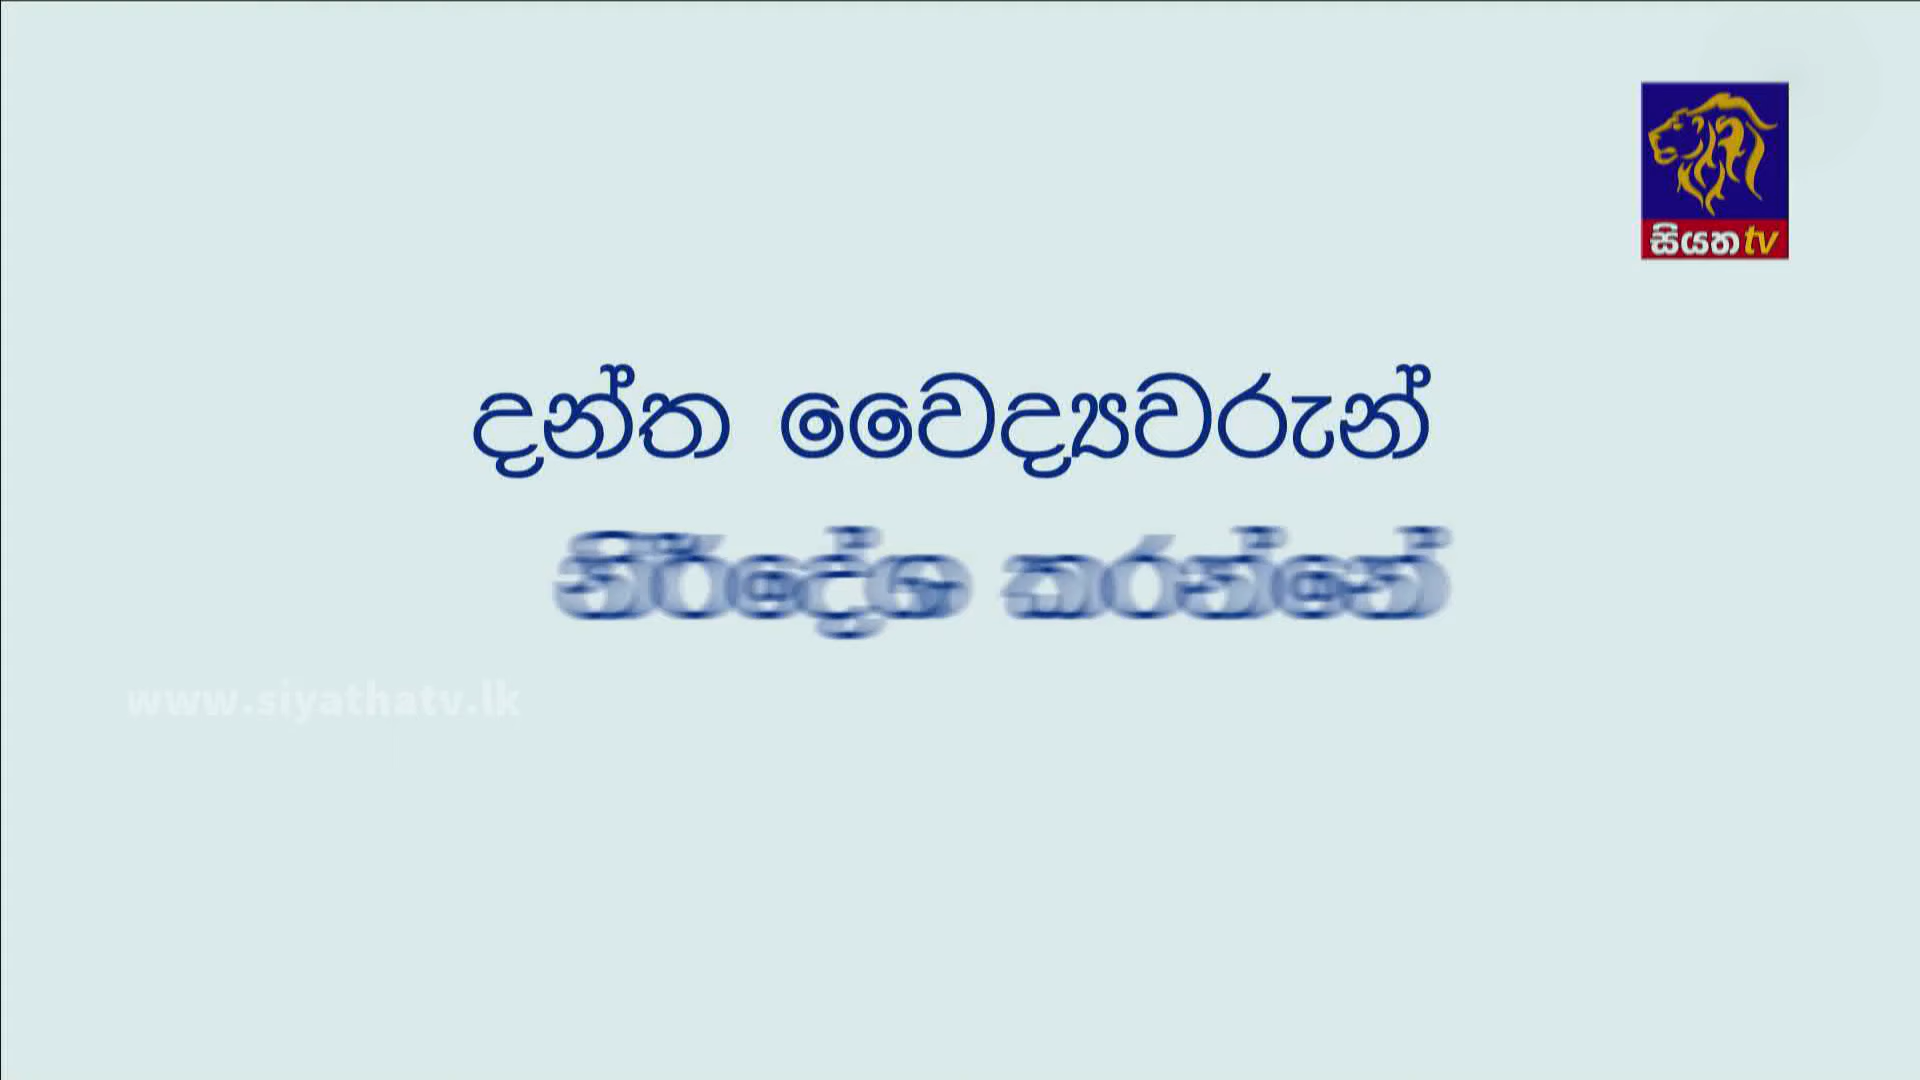 සියත tv
දන්ත වෛද්‍යවරුන්
නිර්දේශ කරන්නේ
www.siyathatv.lk